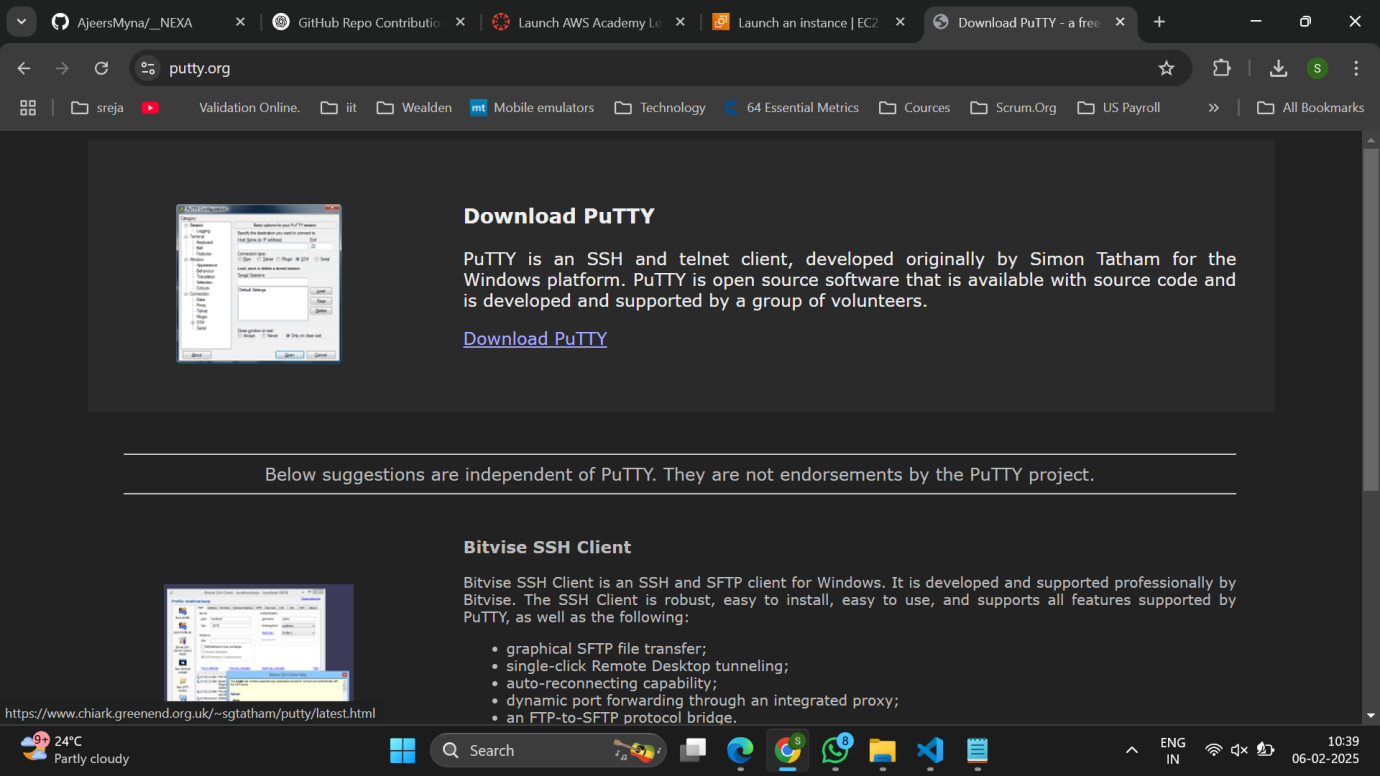 AjeersMyna/__NEXA
GitHub Repo Contributio
Launch AWS Academy Le
Launch an instance | EC2
Download PuTTY - a free
putty.org
S
sreja
Validation Online.
iit
Wealden
mt
Mobile emulators
Technology
64 Essential Metrics
Cources
Scrum.Org
US Payroll
All Bookmarks
Download PuTTY
PuTTY is an SSH and telnet client, developed originally by Simon Tatham for the
Windows platform. PuTTY is open source software that is available with source code and
is developed and supported by a group of volunteers.
Download PuTTY
Below suggestions are independent of PuTTY. They are not endorsements by the PuTTY project.
Bitvise SSH Client
Bitvise SSH Client is an SSH and SFTP client for Windows. It is developed and supported professionally by
Bitvise. The SSH Client is robust, easy to install, easy to use, and supports all features supported by
PuTTY, as well as the following:
• graphical SFTP file transfer;
• single-click Remote Desktop tunneling;
• auto-reconnecting capability;
• dynamic port forwarding through an integrated proxy;
• an FTP-to-SFTP protocol bridge.
https://www.chiark.greenend.org.uk/~sgtatham/putty/latest.html
9+
24°C
Partly cloudy
Search
S
8
ENG
IN
10:39
06-02-2025